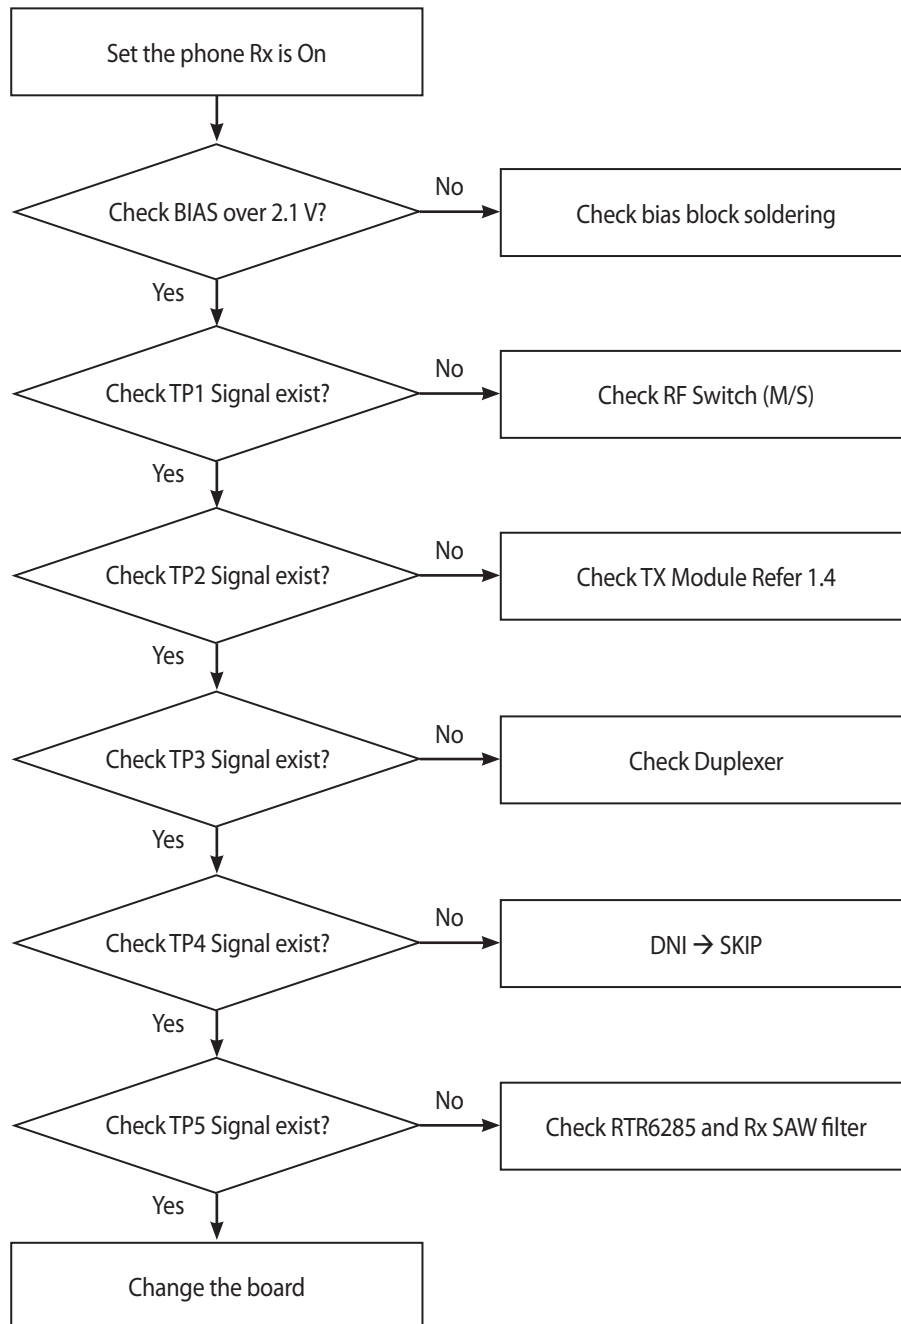 Set the phone Rx is On
Check BIAS over 2.1 V?
No
Check bias block soldering
Yes
Check TP1 Signal exist?
No
Check RF Switch (M/S)
Yes
Check TP2 Signal exist?
No
Check TX Module Refer 1.4
Yes
Check TP3 Signal exist?
No
Check Duplexer
Yes
Check TP4 Signal exist?
No
DNI → SKIP
Yes
Check TP5 Signal exist?
No
Check RTR6285 and Rx SAW filter
Yes
Change the board